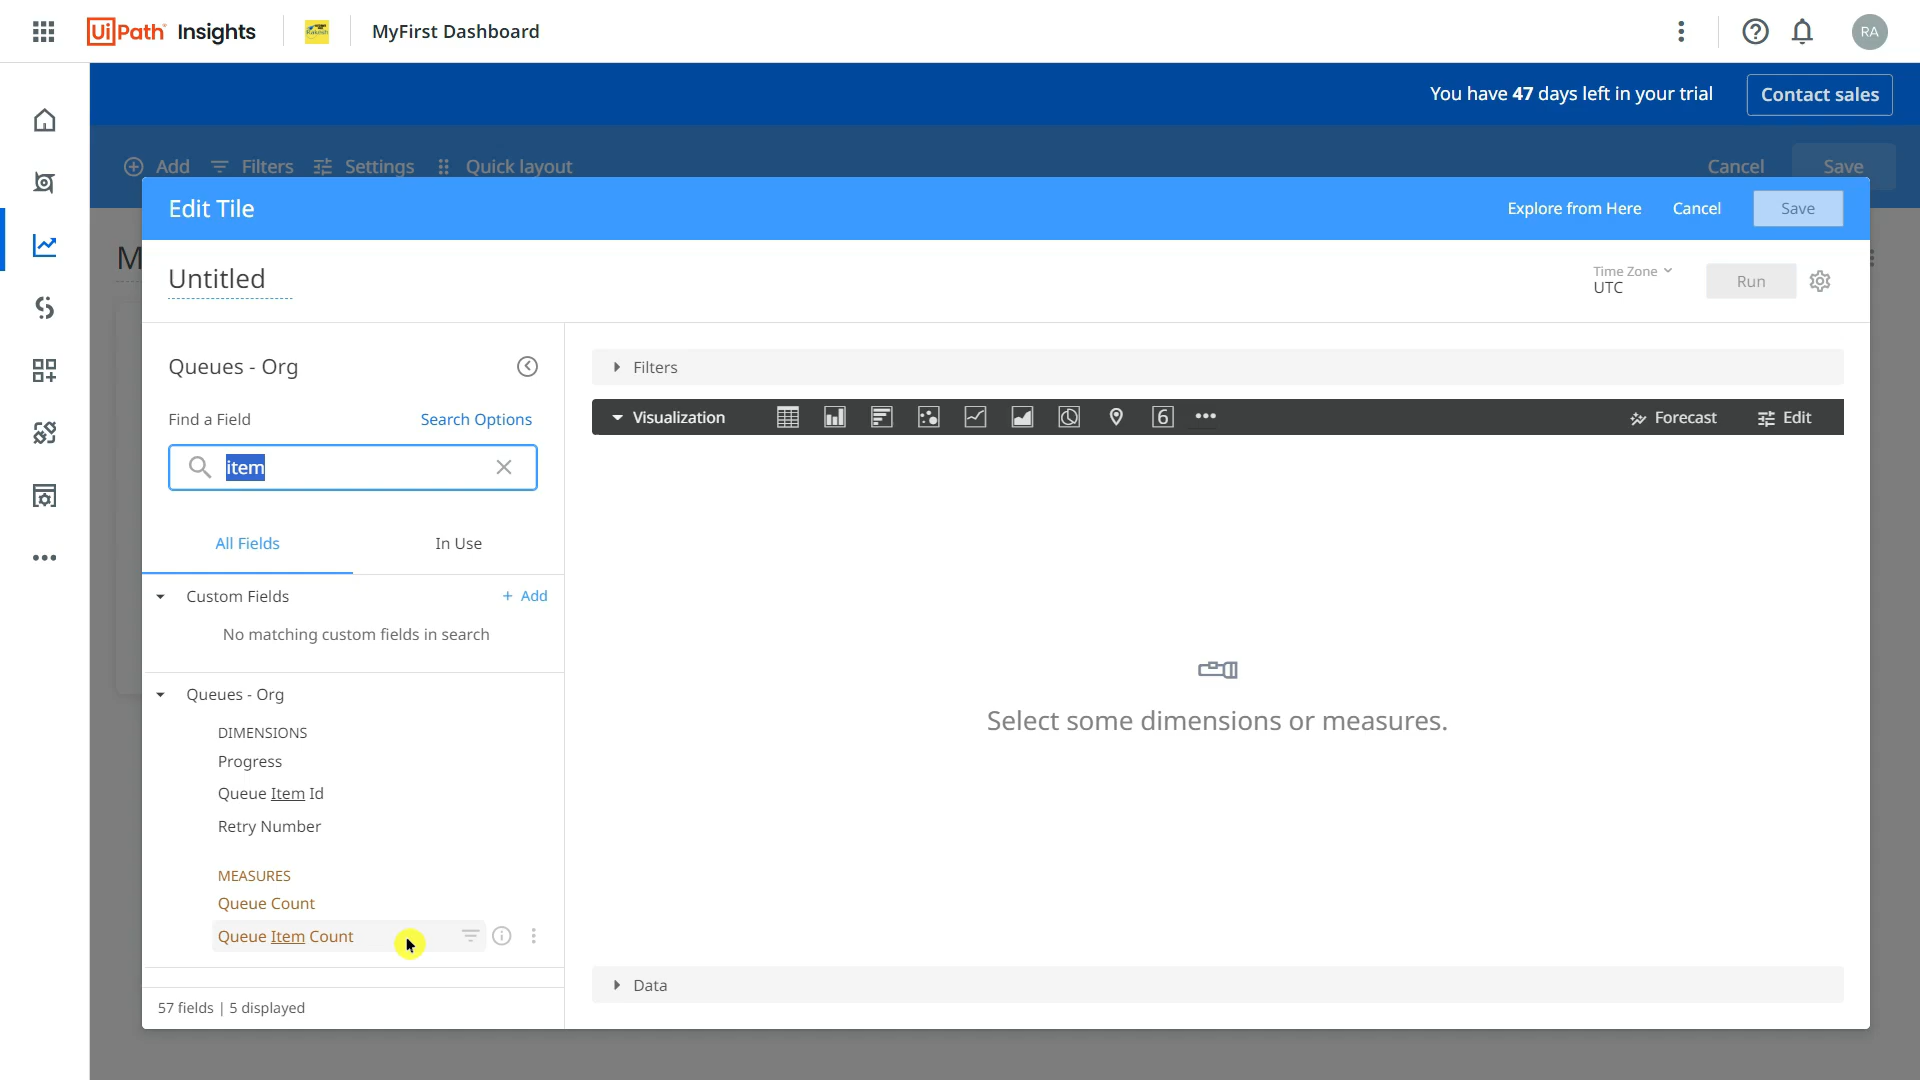 UiPath Insights
MyFirst Dashboard
RA
You have 47 days left in your trial
Contact sales
Add
Filters
Settings
Quick layout
Cancel
Save
Edit Tile
Explore from Here
Cancel
Save
M
Untitled
Time Zone
UTC
Run
Queues - Org
Find a Field
Search Options
item
All Fields
In Use
Custom Fields
+ Add
No matching custom fields in search
Queues - Org
DIMENSIONS
Progress
Queue Item Id
Retry Number
MEASURES
Queue Count
Queue Item Count
57 fields | 5 displayed
Filters
Visualization
6
Forecast
Edit
Select some dimensions or measures.
Data